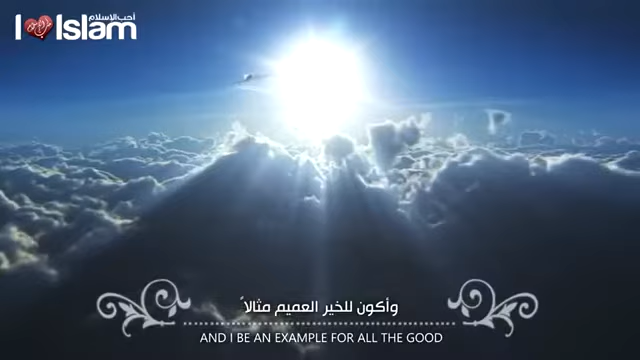 أحب الإسلام
I Islam
وأكون للخير العميم مثالاً
AND I BE AN EXAMPLE FOR ALL THE GOOD